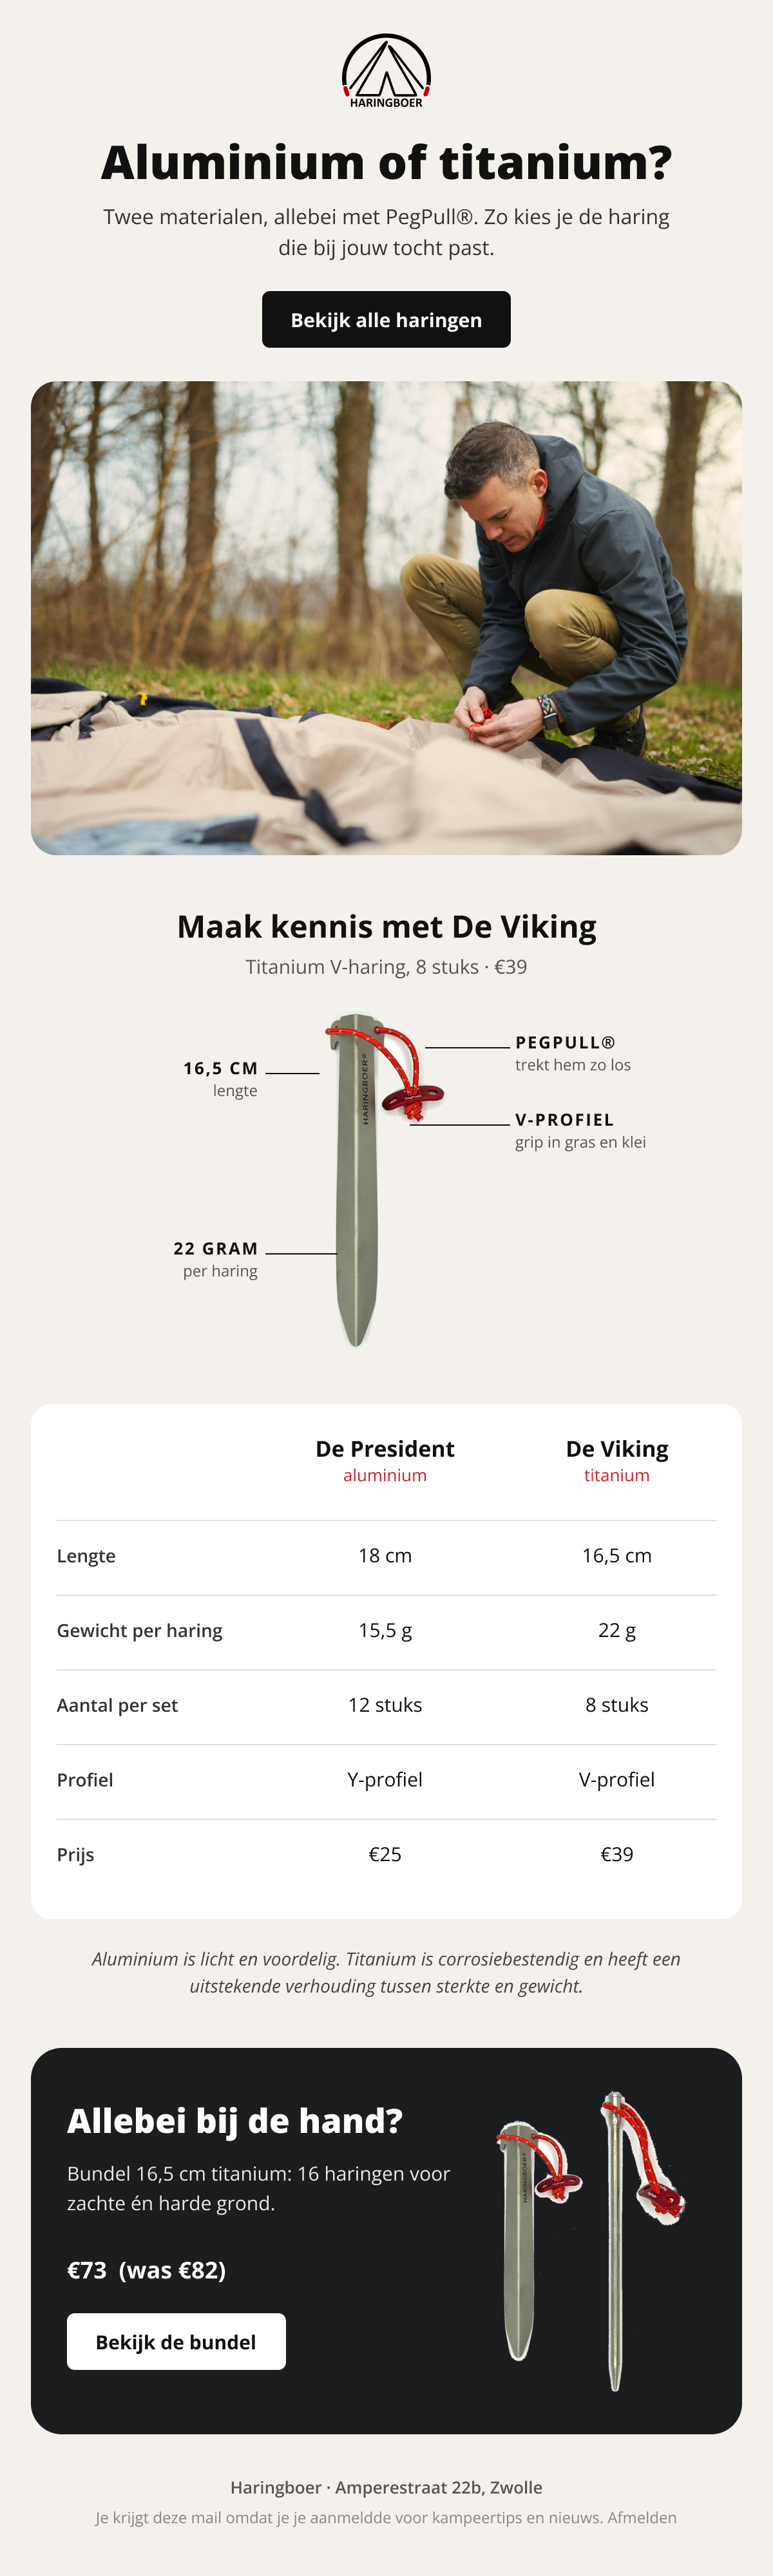 HARINGBOER
Aluminium of titanium?
Twee materialen, allebei met PegPull®. Zo kies je de haring
die bij jouw tocht past.
Bekijk alle haringen
Maak kennis met De Viking
Titanium V-haring, 8 stuks · €39
PEGPULL®
trekt hem zo los
16,5 CM
lengte
HARINGBOER®
V-PROFIEL
grip in gras en klei
22 GRAM
per haring
De President De Viking
aluminium titanium
Lengte 18 cm 16,5 cm
Gewicht per haring 15,5 g 22 g
Aantal per set 12 stuks 8 stuks
Profiel Y-profiel V-profiel
Prijs €25 €39
Aluminium is licht en voordelig. Titanium is corrosiebestendig en heeft een
uitstekende verhouding tussen sterkte en gewicht.
Allebei bij de hand?
Bundel 16,5 cm titanium: 16 haringen voor
zachte én harde grond.
€73 (was €82)
Bekijk de bundel
HARINGBOER®
Haringboer · Amperestraat 22b, Zwolle
Je krijgt deze mail omdat je je aanmeldde voor kampeertips en nieuws. Afmelden